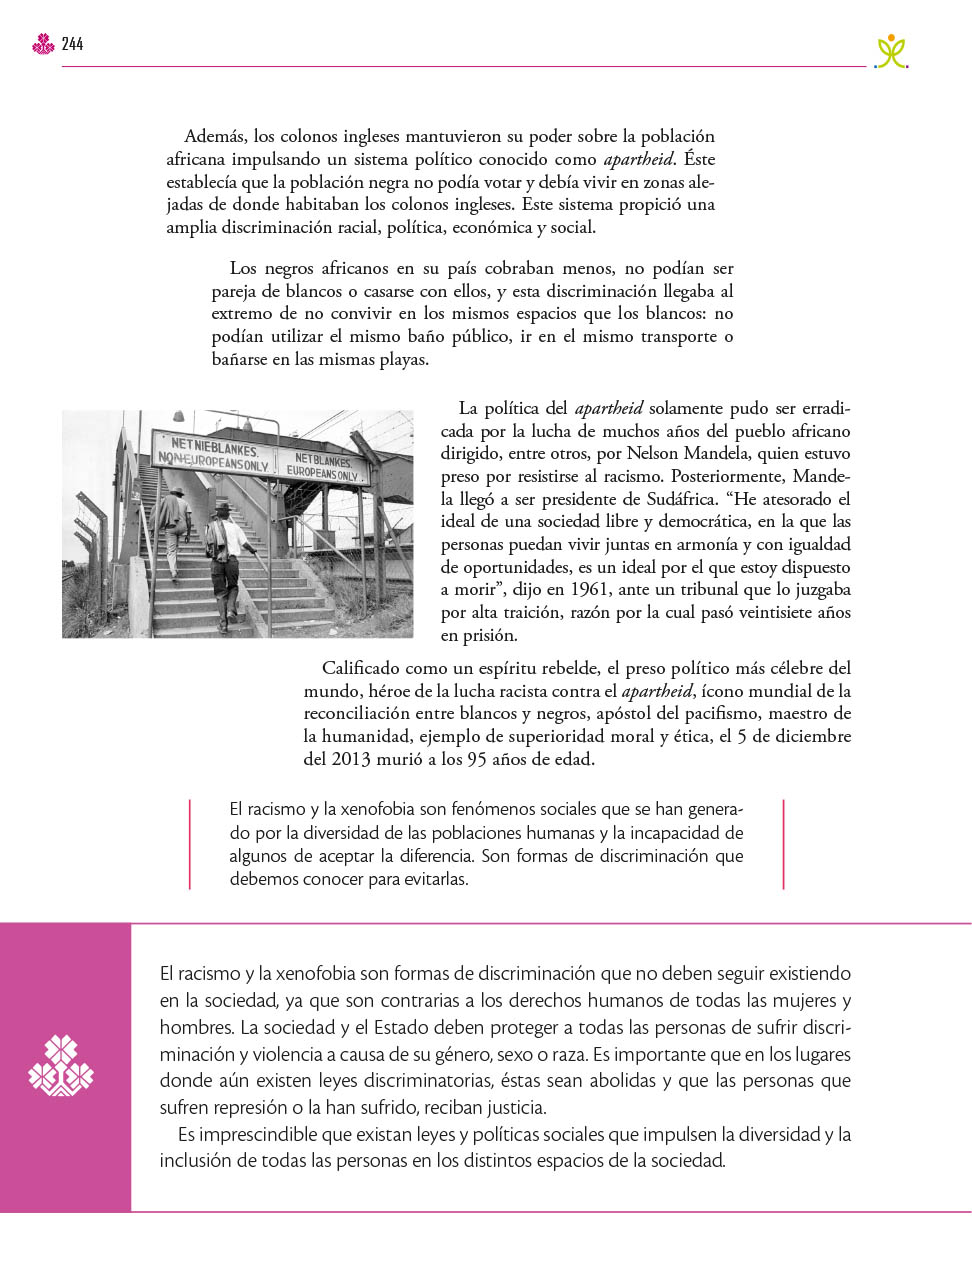 244
Además, los colonos ingleses mantuvieron su poder sobre la población
africana impulsando un sistema político conocido como apartheid. Éste
establecía que la población negra no podía votar y debía vivir en zonas ale-
jadas de donde habitaban los colonos ingleses. Este sistema propició una
amplia discriminación racial, política, económica y social.
Los negros africanos en su país cobraban menos, no podían ser
pareja de blancos o casarse con ellos, y esta discriminación llegaba al
extremo de no convivir en los mismos espacios que los blancos: no
podían utilizar el mismo baño público, ir en el mismo transporte o
bañarse en las mismas playas.
NET NIEBLANKES.
NON-EUROPEANS ONLY.
NET BLANKES.
EUROPEANS ONLY.
La política del apartheid solamente pudo ser erradi-
cada por la lucha de muchos años del pueblo africano
dirigido, entre otros, por Nelson Mandela, quien estuvo
preso por resistirse al racismo. Posteriormente, Mande-
la llegó a ser presidente de Sudáfrica. “He atesorado el
ideal de una sociedad libre y democrática, en la que las
personas puedan vivir juntas en armonía y con igualdad
de oportunidades, es un ideal por el que estoy dispuesto
a morir”, dijo en 1961, ante un tribunal que lo juzgaba
por alta traición, razón por la cual pasó veintisiete años
en prisión.
Calificado como un espíritu rebelde, el preso político más célebre del
mundo, héroe de la lucha racista contra el apartheid, ícono mundial de la
reconciliación entre blancos y negros, apóstol del pacifismo, maestro de
la humanidad, ejemplo de superioridad moral y ética, el 5 de diciembre
del 2013 murió a los 95 años de edad.
El racismo y la xenofobia son fenómenos sociales que se han genera-
do por la diversidad de las poblaciones humanas y la incapacidad de
algunos de aceptar la diferencia. Son formas de discriminación que
debemos conocer para evitarlas.
El racismo y la xenofobia son formas de discriminación que no deben seguir existiendo
en la sociedad, ya que son contrarias a los derechos humanos de todas las mujeres y
hombres. La sociedad y el Estado deben proteger a todas las personas de sufrir discri-
minación y violencia a causa de su género, sexo o raza. Es importante que en los lugares
donde aún existen leyes discriminatorias, éstas sean abolidas y que las personas que
sufren represión o la han sufrido, reciban justicia.
Es imprescindible que existan leyes y políticas sociales que impulsen la diversidad y la
inclusión de todas las personas en los distintos espacios de la sociedad.